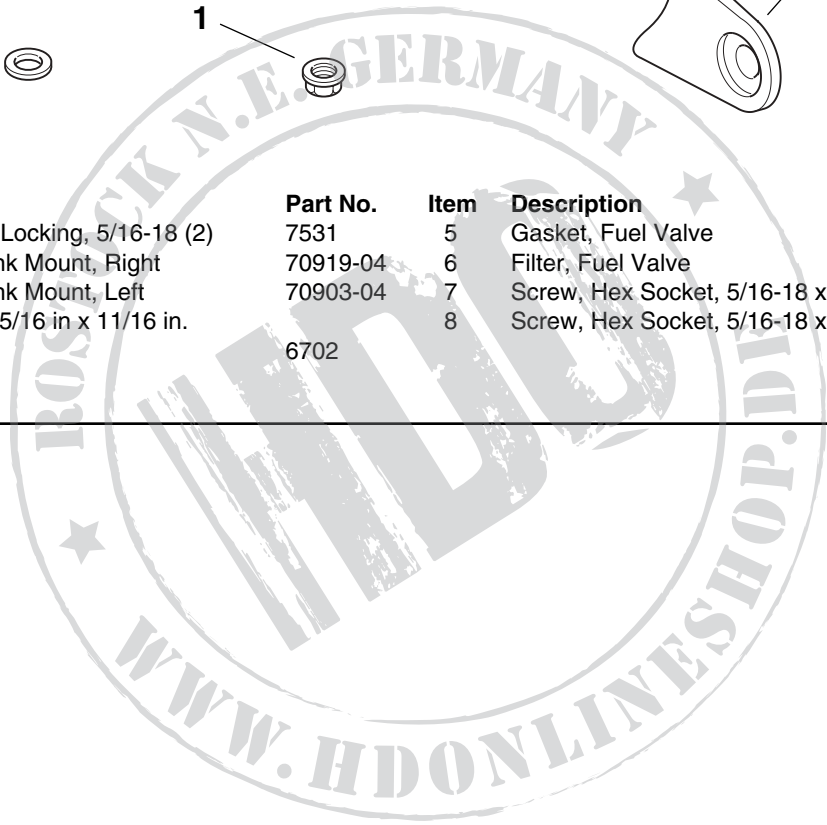 1
Part No. Item Description
Locking, 5/16-18 (2) 7531 5 Gasket, Fuel Valve
nk Mount, Right 70919-04 6 Filter, Fuel Valve
nk Mount, Left 70903-04 7 Screw, Hex Socket, 5/16-18 x
5/16 in x 11/16 in. 8 Screw, Hex Socket, 5/16-18 x
6702
ROSTOCK N.E. GERMANY
HDO
WWW.HDONLINESHOP.DE